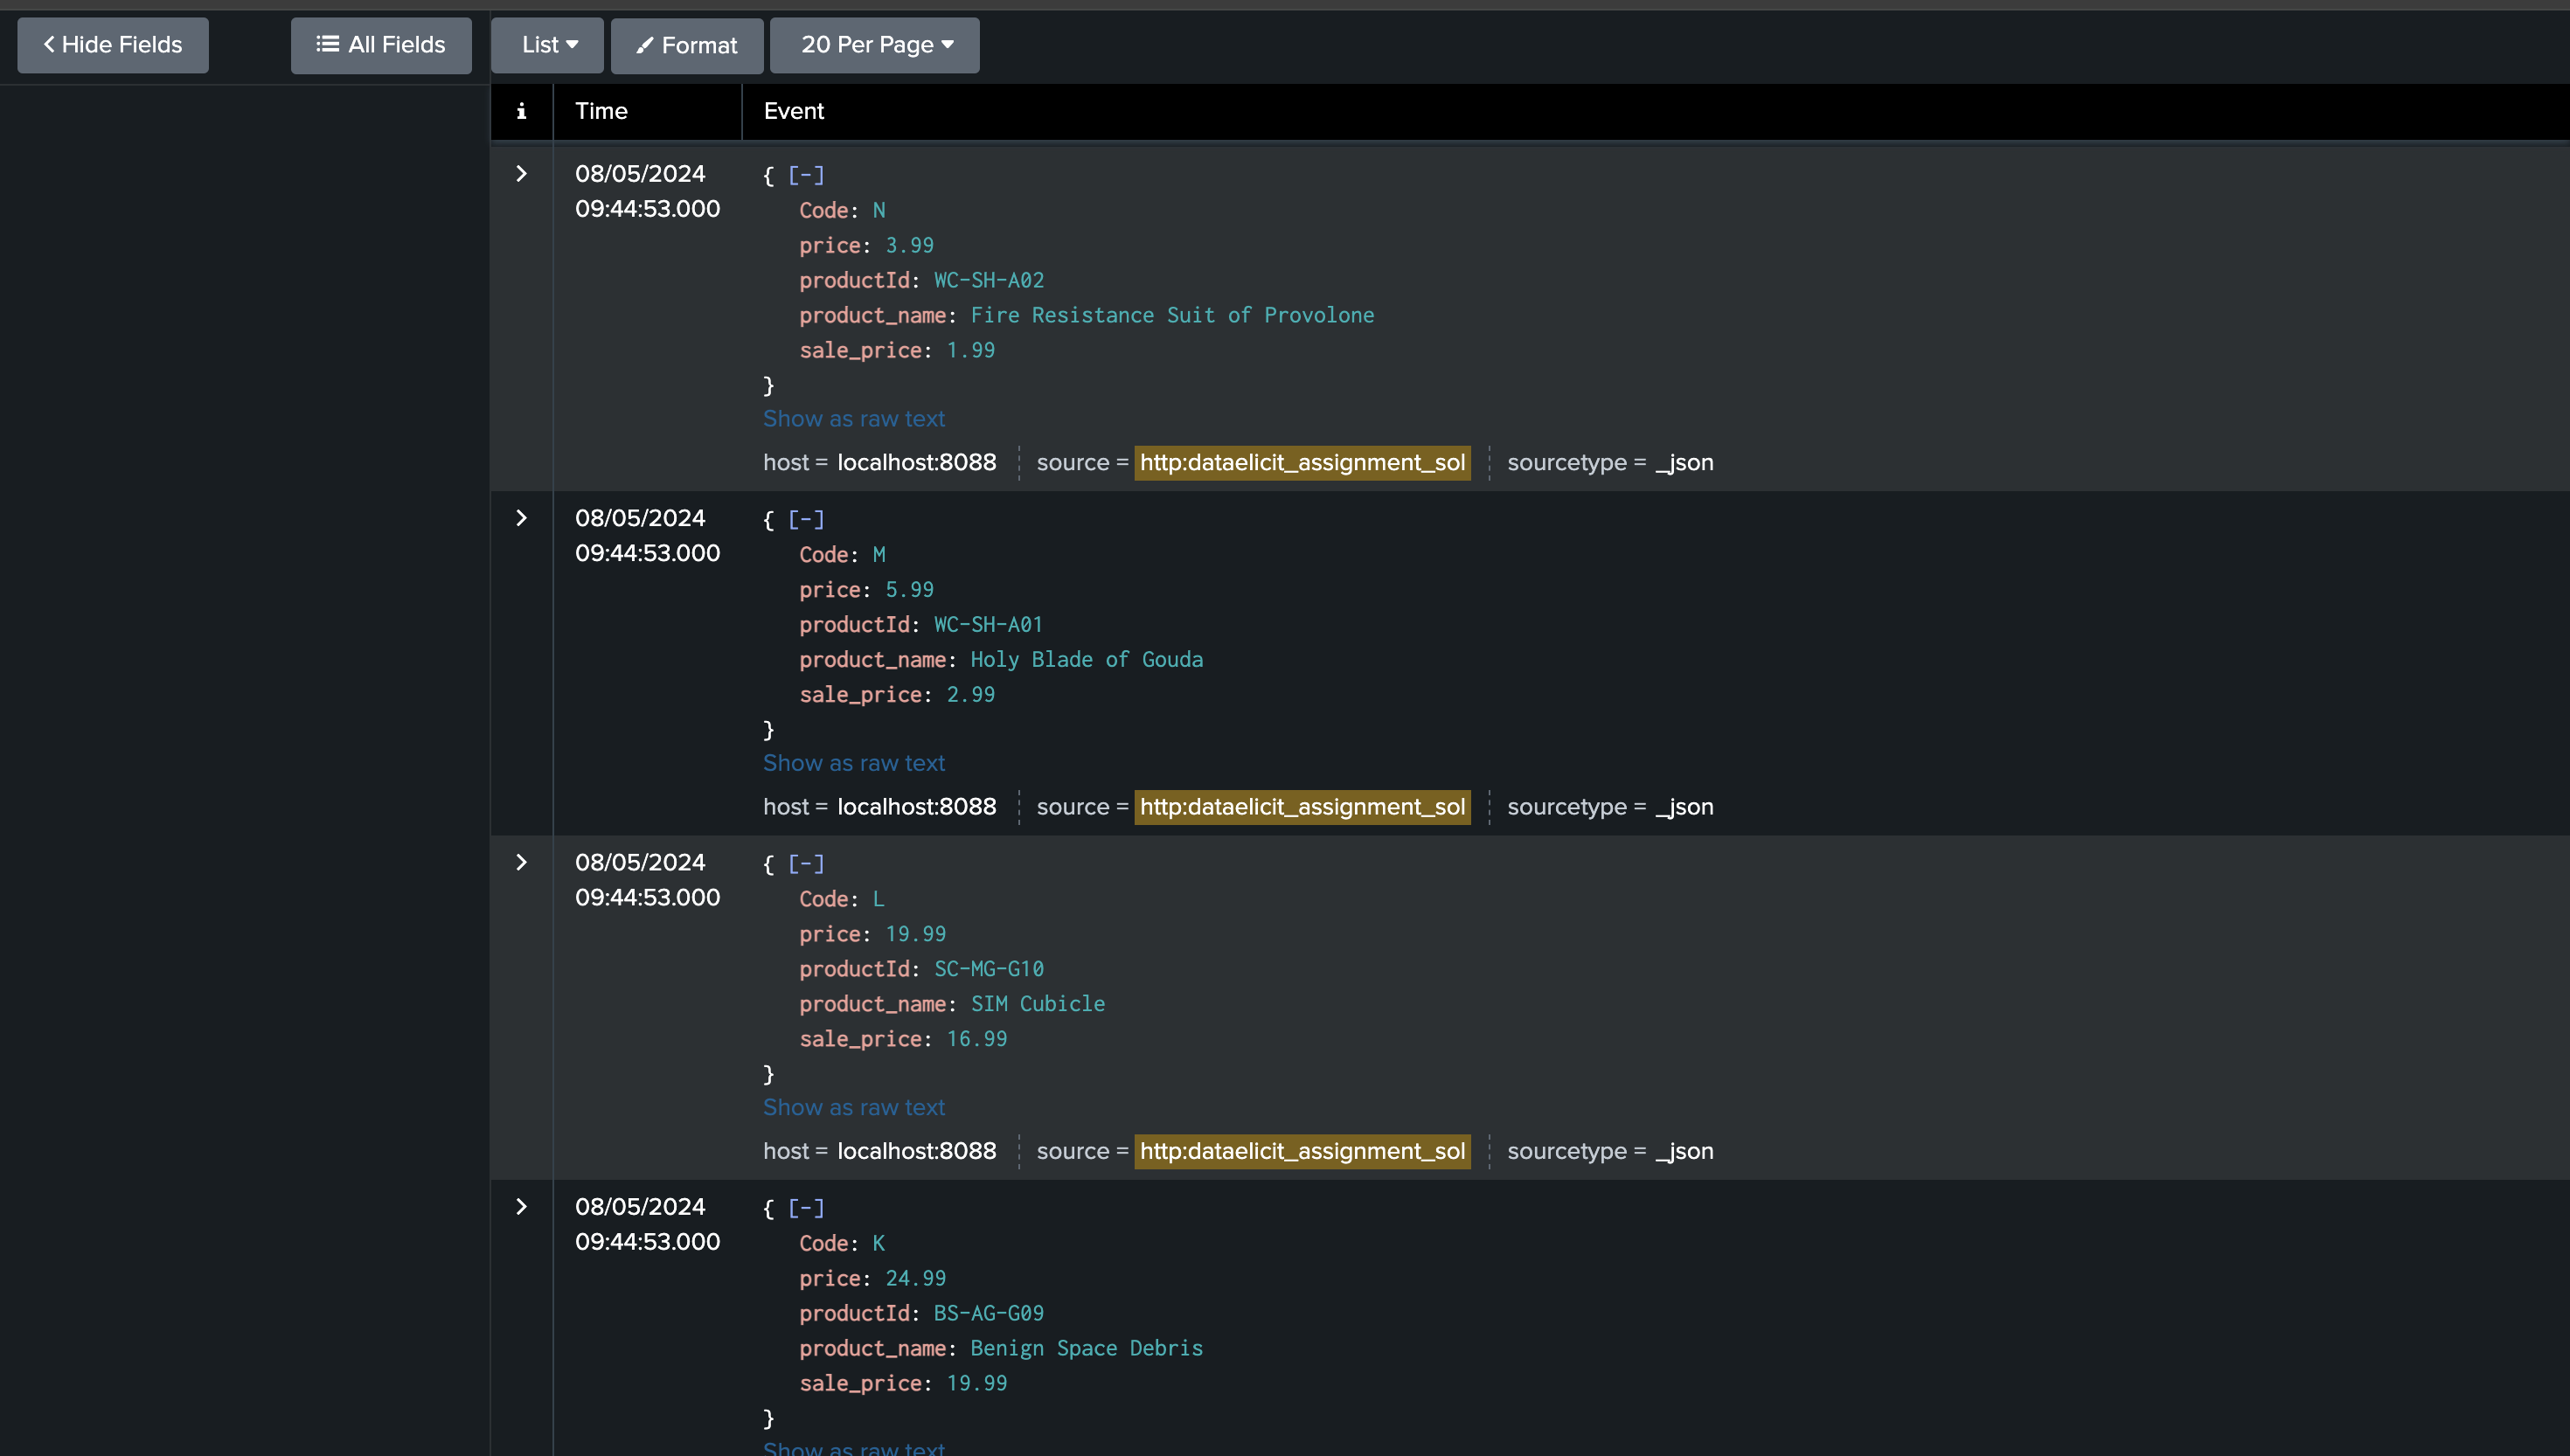 Hide Fields
All Fields
List
Format
20 Per Page
i Time Event
08/05/2024
09:44:53.000
{ [-]
Code: N
price: 3.99
productId: WC-SH-A02
product_name: Fire Resistance Suit of Provolone
sale_price: 1.99
}
Show as raw text
host = localhost:8088 source = http:dataelicit_assignment_sol sourcetype = _json
08/05/2024
09:44:53.000
{ [-]
Code: M
price: 5.99
productId: WC-SH-A01
product_name: Holy Blade of Gouda
sale_price: 2.99
}
Show as raw text
host = localhost:8088 source = http:dataelicit_assignment_sol sourcetype = _json
08/05/2024
09:44:53.000
{ [-]
Code: L
price: 19.99
productId: SC-MG-G10
product_name: SIM Cubicle
sale_price: 16.99
}
Show as raw text
host = localhost:8088 source = http:dataelicit_assignment_sol sourcetype = _json
08/05/2024
09:44:53.000
{ [-]
Code: K
price: 24.99
productId: BS-AG-G09
product_name: Benign Space Debris
sale_price: 19.99
}
Show as raw text